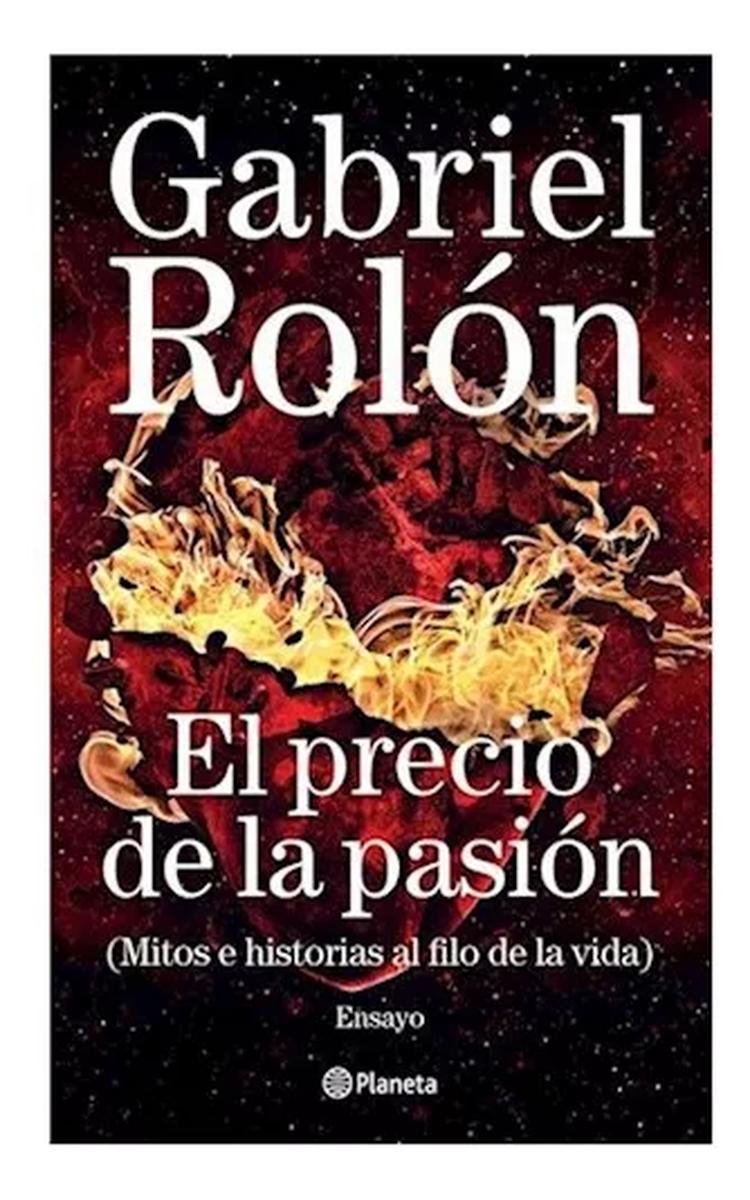 Gabriel
Rolón
El precio
de la pasión
(Mitos e historias al filo de la vida)
Ensayo
Planeta